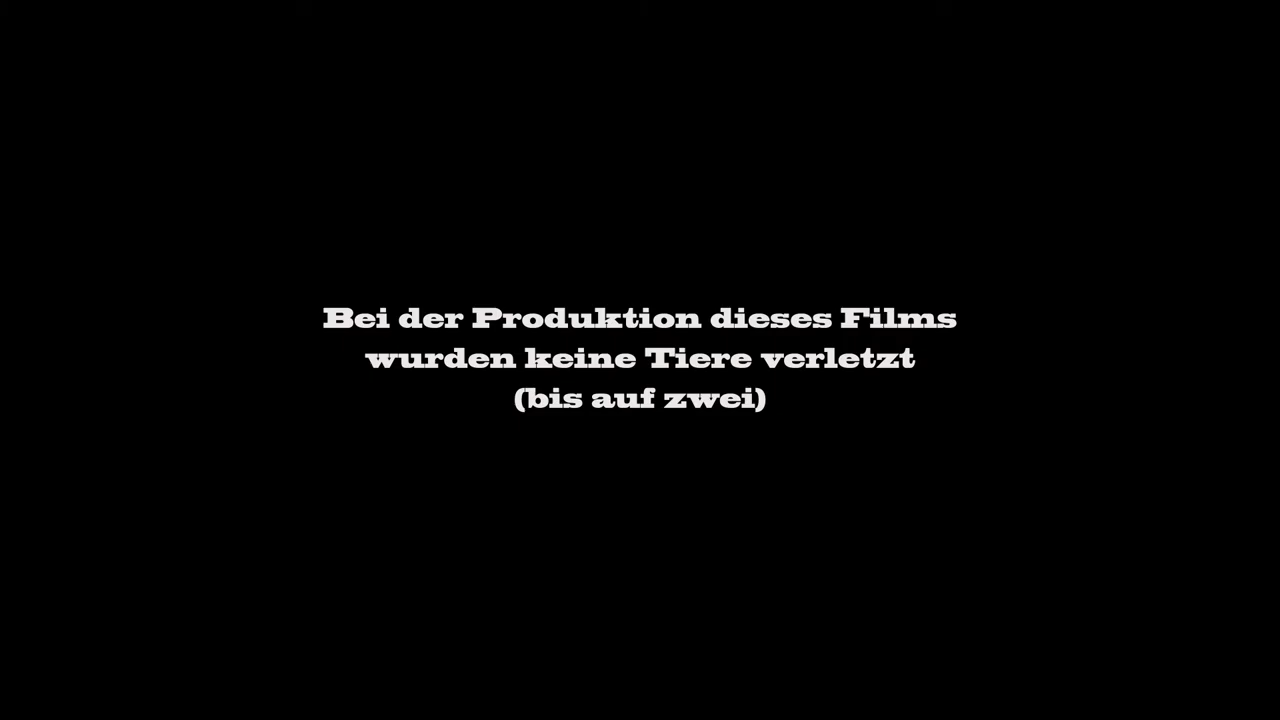 Bei der Produktion dieses Films
wurden keine Tiere verletzt
(bis auf zwei)